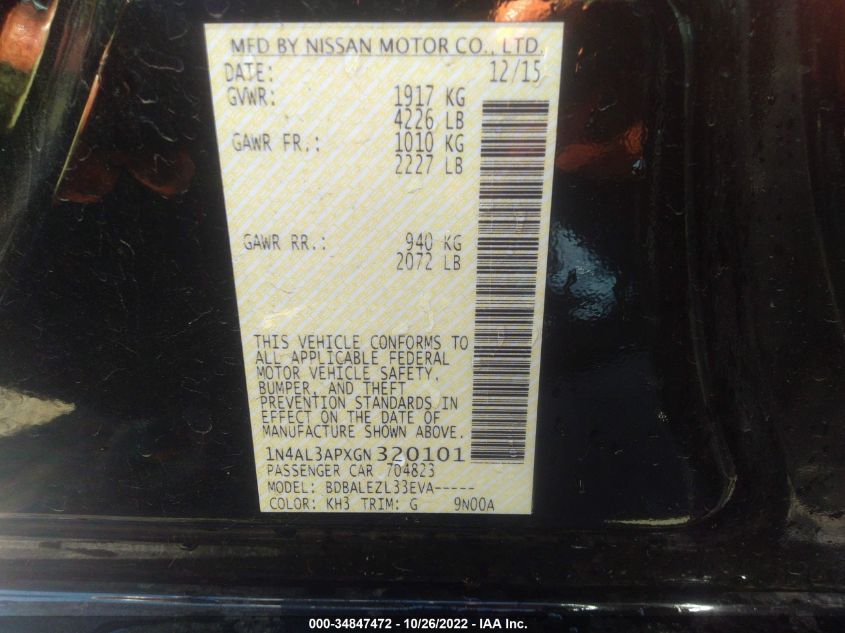 MFD BY NISSAN MOTOR CO., LTD.
DATE: 12/15
GVWR: 1917 KG
4226 LB
GAWR FR.: 1010 KG
2227 LB
GAWR RR.: 940 KG
2072 LB
THIS VEHICLE CONFORMS TO
ALL APPLICABLE FEDERAL
MOTOR VEHICLE SAFETY,
BUMPER, AND THEFT
PREVENTION STANDARDS IN
EFFECT ON THE DATE OF
MANUFACTURE SHOWN ABOVE.
1N4AL3APXGN320101
PASSENGER CAR 704823
MODEL: BDBALEZL33EVA-----
COLOR: KH3 TRIM: G 9N00A
000-34847472 - 10/26/2022 - IAA Inc.